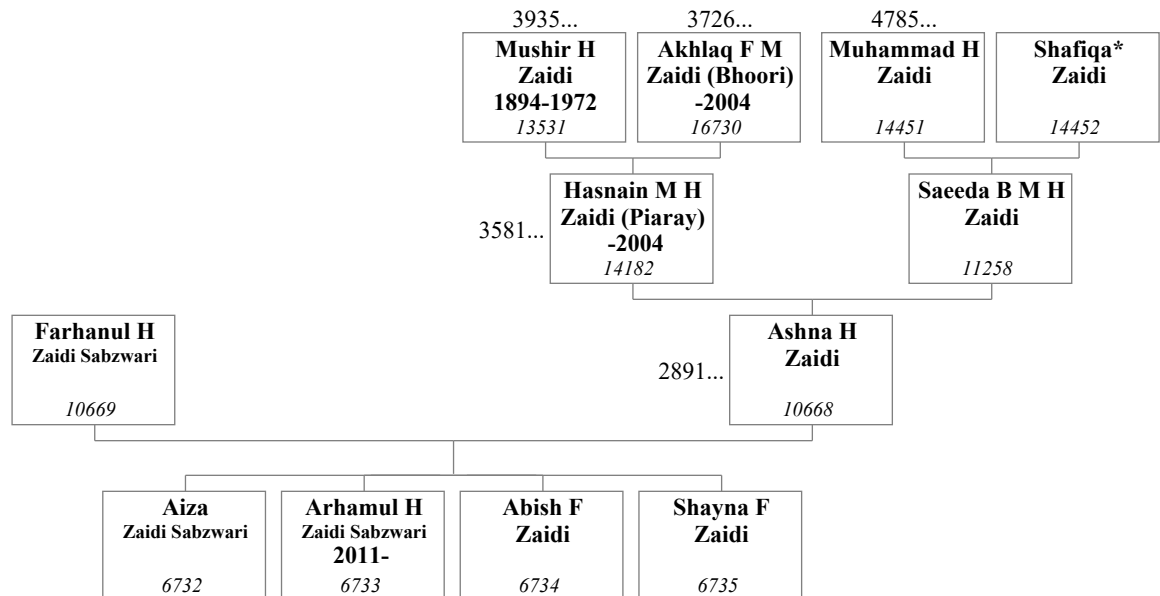 3935...
3726...
4785...
Mushir H
Zaidi
1894-1972
13531
Akhlaq F M
Zaidi (Bhoori)
-2004
16730
Muhammad H
Zaidi
14451
Shafiqa*
Zaidi
14452
3581...
Hasnain M H
Zaidi (Piaray)
-2004
14182
Saeeda B M H
Zaidi
11258
Farhanul H
Zaidi Sabzwari
10669
2891...
Ashna H
Zaidi
10668
Aiza
Zaidi Sabzwari
6732
Arhamul H
Zaidi Sabzwari
2011-
6733
Abish F
Zaidi
6734
Shayna F
Zaidi
6735